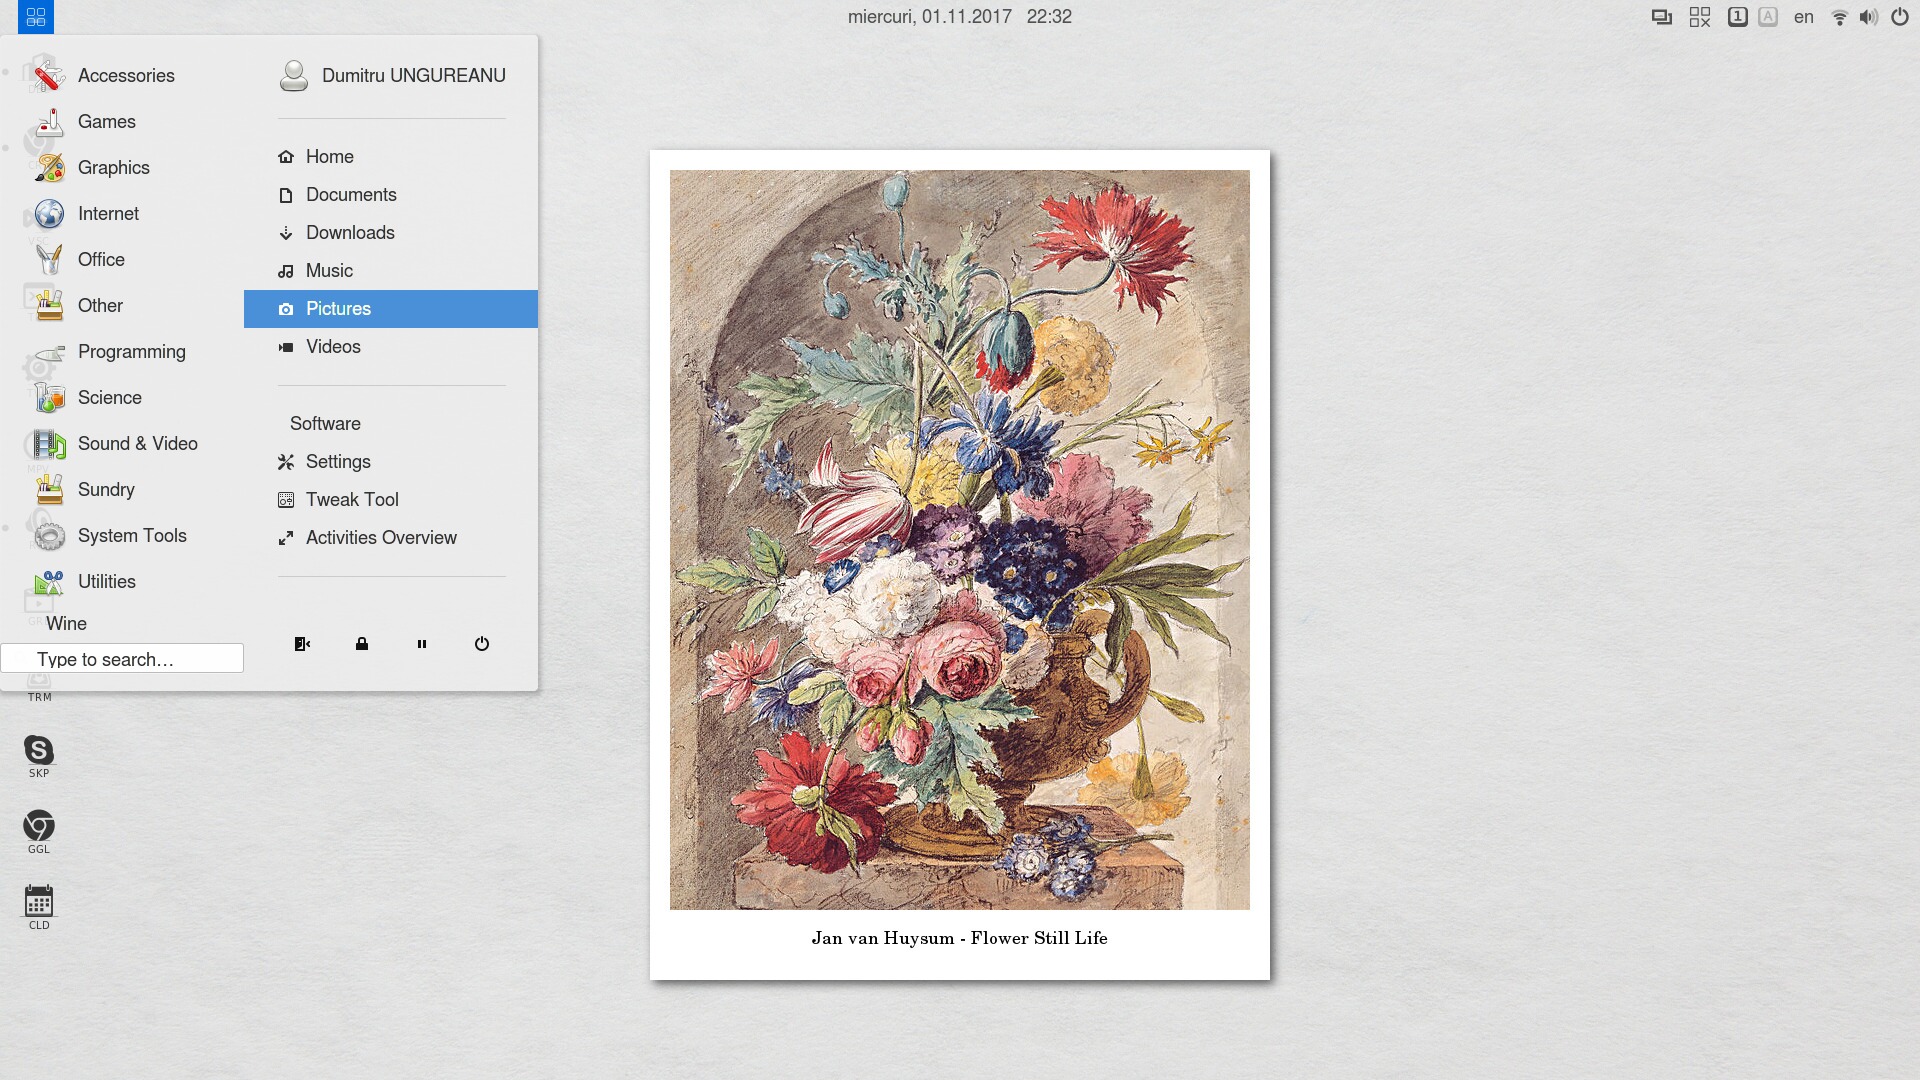 miercuri, 01.11.2017 22:32
1
A
en
Accessories
Games
Graphics
Internet
Office
Other
Programming
Science
Sound & Video
Sundry
System Tools
Utilities
Wine
Type to search...
Dumitru UNGUREANU
Home
Documents
Downloads
Music
Pictures
Videos
Software
Settings
Tweak Tool
Activities Overview
MPV
TRM
SKP
GGL
CLD
Jan van Huysum - Flower Still Life